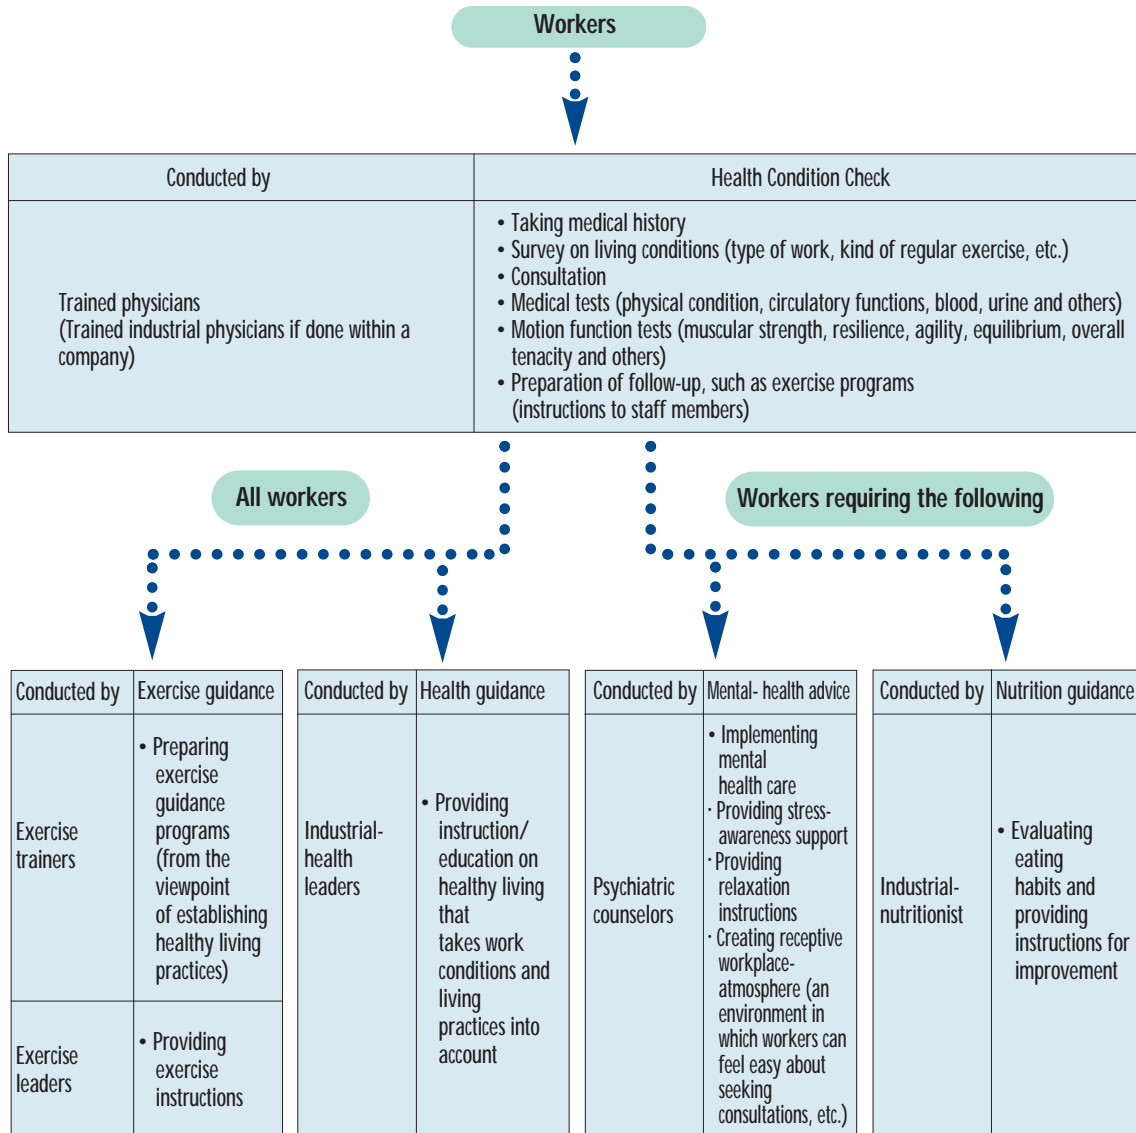 Workers
Conducted by
Health Condition Check
Trained physicians
(Trained industrial physicians if done within a
company)
• Taking medical history
• Survey on living conditions (type of work, kind of regular exercise, etc.)
• Consultation
• Medical tests (physical condition, circulatory functions, blood, urine and others)
• Motion function tests (muscular strength, resilience, agility, equilibrium, overall
tenacity and others)
• Preparation of follow-up, such as exercise programs
(instructions to staff members)
All workers
Workers requiring the following
Conducted by
Exercise guidance
Exercise
trainers
• Preparing
exercise
guidance
programs
(from the
viewpoint
of establishing
healthy living
practices)
Exercise
leaders
• Providing
exercise
instructions
Conducted by
Health guidance
Industrial-
health
leaders
• Providing
instruction/
education on
healthy living
that
takes work
conditions and
living
practices into
account
Conducted by
Mental- health advice
Psychiatric
counselors
• Implementing
mental
health care
· Providing stress-
awareness support
· Providing
relaxation
instructions
· Creating receptive
workplace-
atmosphere (an
environment in
which workers can
feel easy about
seeking
consultations, etc.)
Conducted by
Nutrition guidance
Industrial-
nutritionist
• Evaluating
eating
habits and
providing
instructions for
improvement